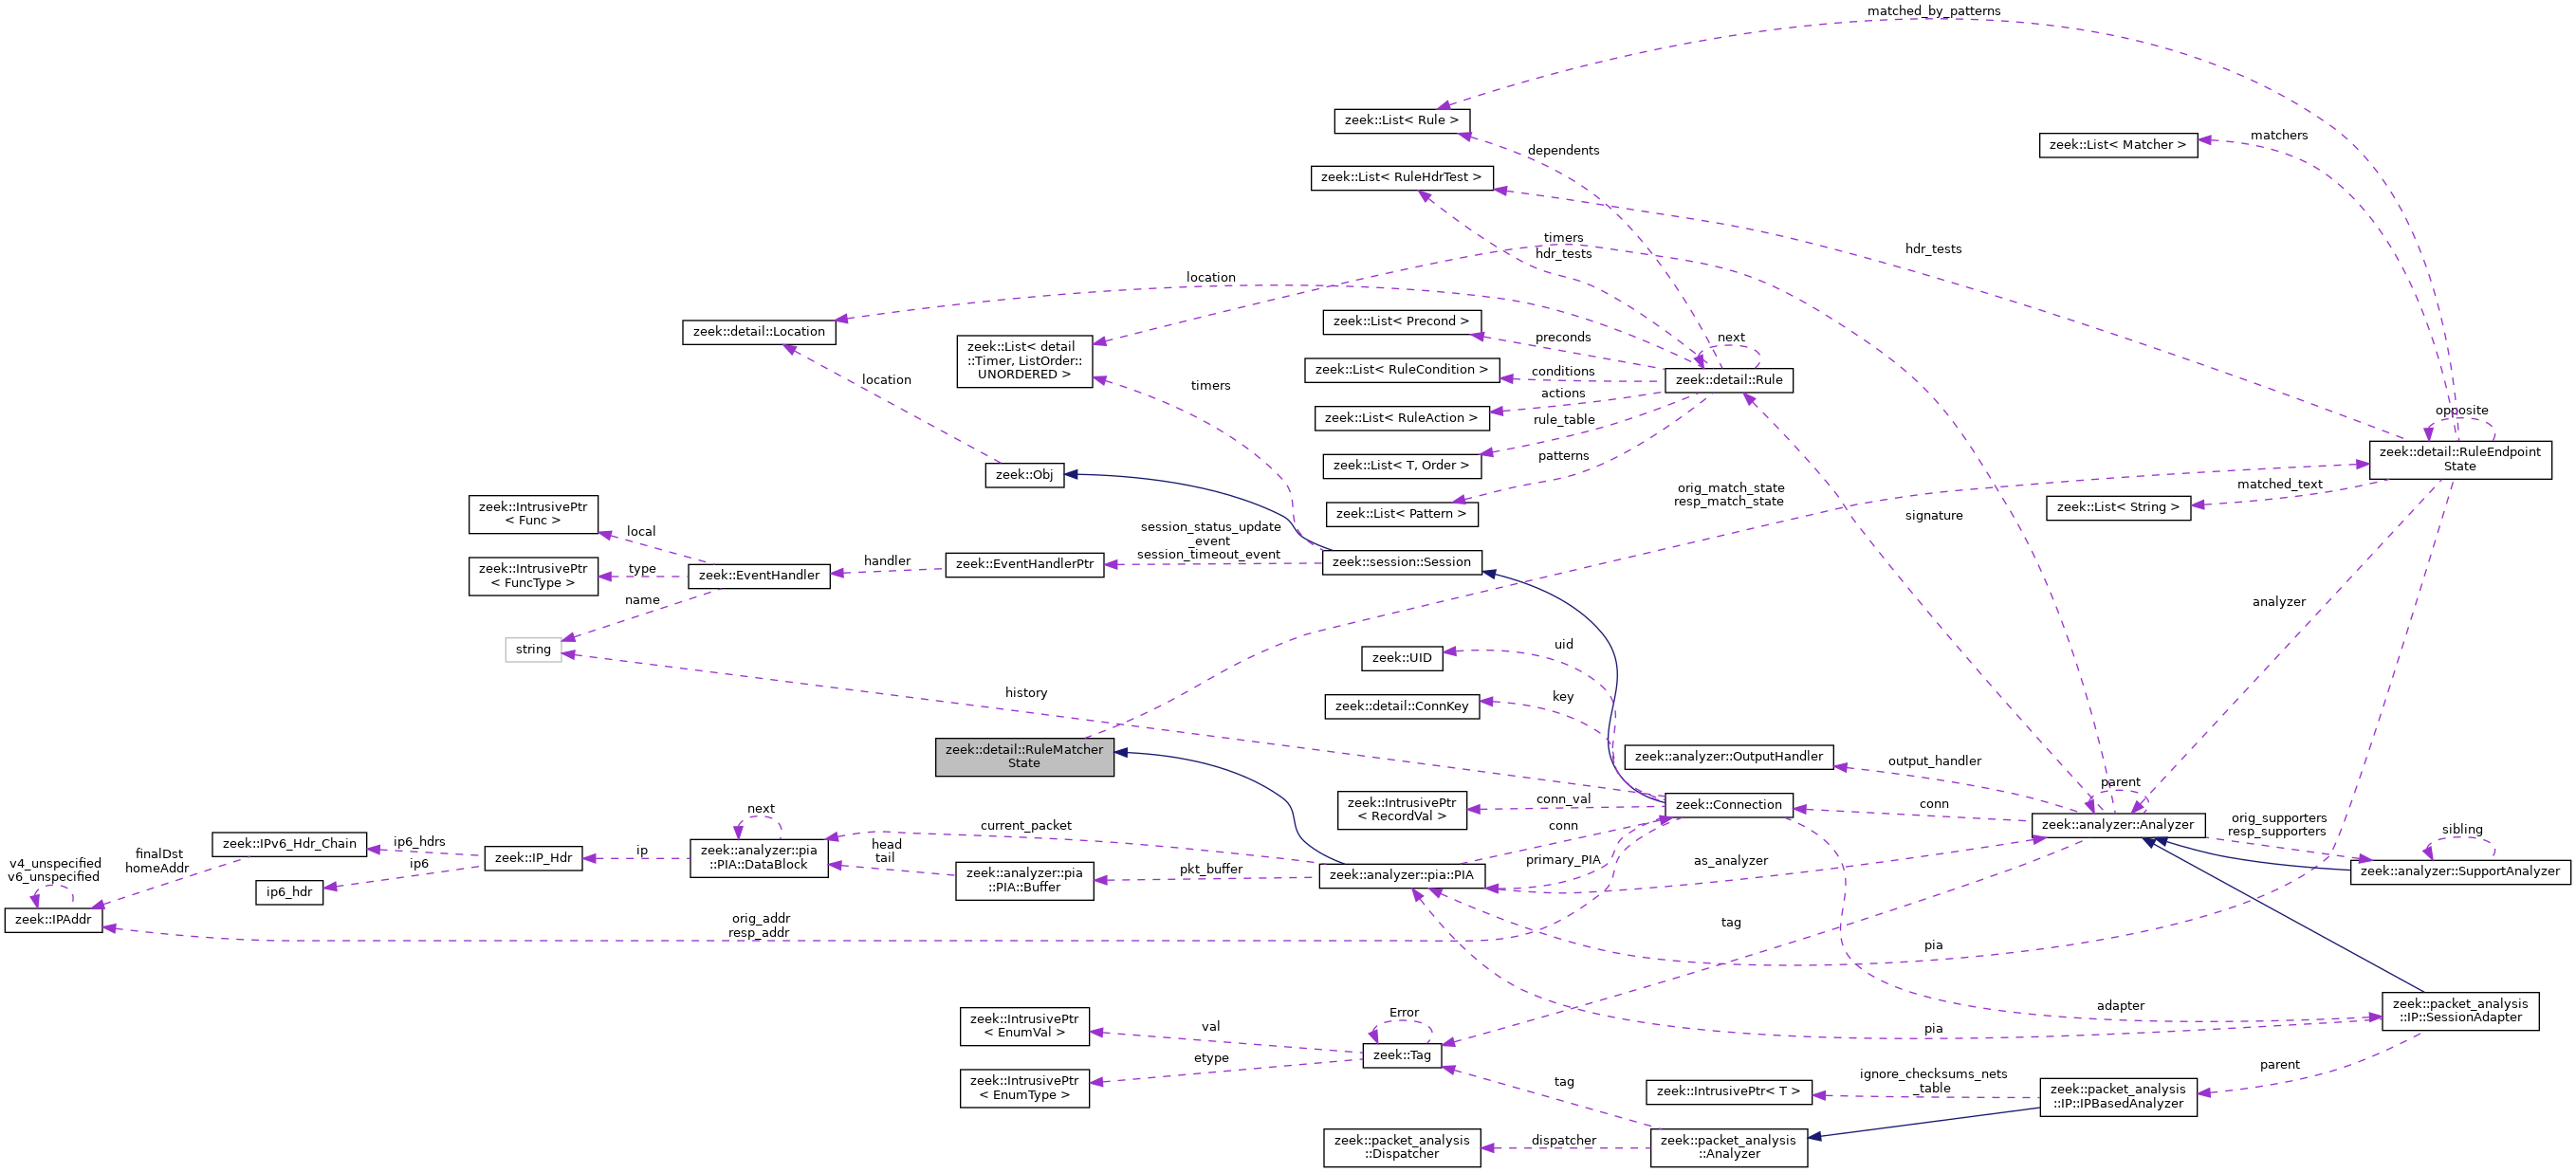 matched_by_patterns
zeek::List< Rule >
matchers
zeek::List< Matcher >
dependents
zeek::List< RuleHdrTest >
timers
hdr_tests
hdr_tests
location
zeek::detail::Location
zeek::List< detail
::Timer, ListOrder::
UNORDERED >
zeek::List< Precond >
preconds
next
zeek::List< RuleCondition >
conditions
zeek::detail::Rule
location
timers
actions
zeek::List< RuleAction >
rule_table
opposite
zeek::detail::RuleEndpoint
State
zeek::List< T, Order >
patterns
zeek::Obj
matched_text
orig_match_state
resp_match_state
zeek::List< Pattern >
zeek::List< String >
signature
zeek::IntrusivePtr
< Func >
local
session_status_update
_event
session_timeout_event
zeek::session::Session
handler
zeek::EventHandlerPtr
zeek::EventHandler
type
zeek::IntrusivePtr
< FuncType >
name
analyzer
string
uid
zeek::UID
history
key
zeek::detail::ConnKey
zeek::detail::RuleMatcher
State
zeek::analyzer::OutputHandler
output_handler
parent
zeek::IntrusivePtr
< RecordVal >
conn_val
zeek::Connection
conn
zeek::analyzer::Analyzer
orig_supporters
resp_supporters
sibling
next
current_packet
conn
zeek::IPv6_Hdr_Chain
ip6_hdrs
zeek::IP_Hdr
ip
zeek::analyzer::pia
::PIA::DataBlock
head
tail
zeek::analyzer::pia
::PIA::Buffer
pkt_buffer
zeek::analyzer::pia::PIA
primary_PIA
as_analyzer
zeek::analyzer::SupportAnalyzer
v4_unspecified
v6_unspecified
finalDst
homeAddr
ip6
ip6_hdr
zeek::IPAddr
orig_addr
resp_addr
tag
pia
adapter
zeek::packet_analysis
::IP::SessionAdapter
zeek::IntrusivePtr
< EnumVal >
val
Error
pia
zeek::Tag
etype
zeek::IntrusivePtr
< EnumType >
tag
parent
zeek::IntrusivePtr< T >
ignore_checksums_nets
_table
zeek::packet_analysis
::IP::IPBasedAnalyzer
zeek::packet_analysis
::Dispatcher
dispatcher
zeek::packet_analysis
::Analyzer